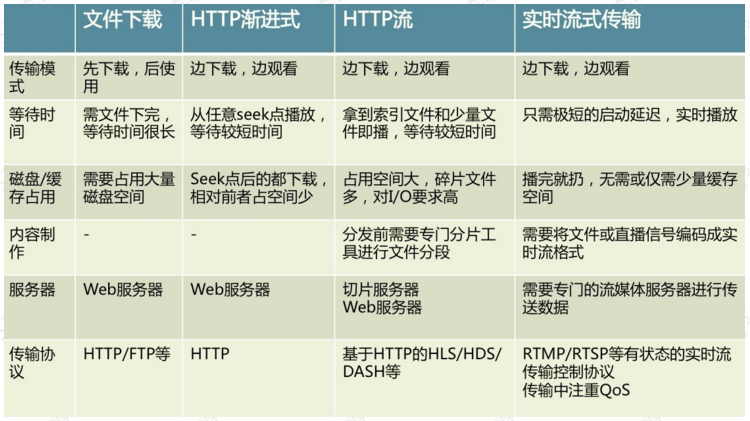 文件下载 HTTP渐进式 HTTP流 实时流式传输
传输模式 先下载，后使用 边下载，边观看 边下载，边观看 边下载，边观看
等待时间 需文件下完，等待时间很长 从任意seek点播放，等待较短时间 拿到索引文件和少量文件即播，等待较短时间 只需极短的启动延迟，实时播放
磁盘/缓存占用 需要占用大量磁盘空间 Seek点后的都下载，相对前者占空间少 占用空间大，碎片文件多，对I/O要求高 播完就扔，无需或仅需少量缓存空间
内容制作 - - 分发前需要专门分片工具进行文件分段 需要将文件或直播信号编码成实时流格式
服务器 Web服务器 Web服务器 切片服务器 Web服务器 需要专门的流媒体服务器进行传送数据
传输协议 HTTP/FTP等 HTTP 基于HTTP的HLS/HDS/DASH等 RTMP/RTSP等有状态的实时流传输控制协议 传输中注重QoS